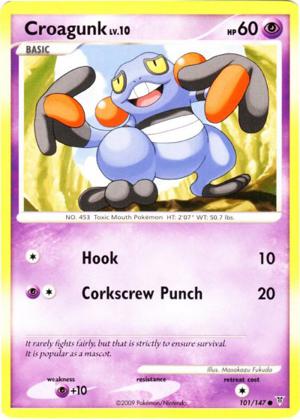 Croagunk LV.10 HP 60
BASIC
NO. 453 Toxic Mouth Pokémon HT: 2'07" WT: 50.7 lbs.
Hook 10
Corkscrew Punch 20
It rarely fights fairly, but that is strictly to ensure survival.
It is popular as a mascot.
Illus. Masakazu Fukuda
weakness resistance retreat cost
+10
©2009 Pokémon/Nintendo
101/147